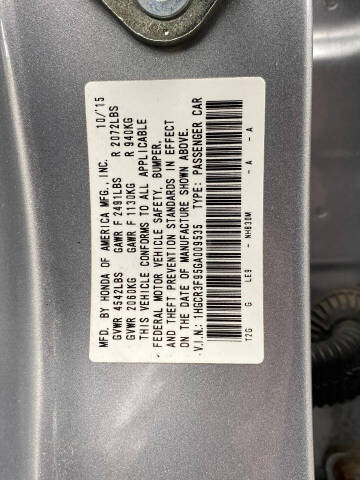 MFD. BY HONDA OF AMERICA MFG., INC. 10/15
GVWR 4542LBS GAWR F 2491LBS R 2072LBS
GVWR 2060KG GAWR F 1130KG R 940KG
THIS VEHICLE CONFORMS TO ALL APPLICABLE
FEDERAL MOTOR VEHICLE SAFETY, BUMPER,
AND THEFT PREVENTION STANDARDS IN EFFECT
ON THE DATE OF MANUFACTURE SHOWN ABOVE.
V.I.N.: 1HGCR3F95GA009535 TYPE: PASSENGER CAR
T2G G LE9 - NH830M - A - A